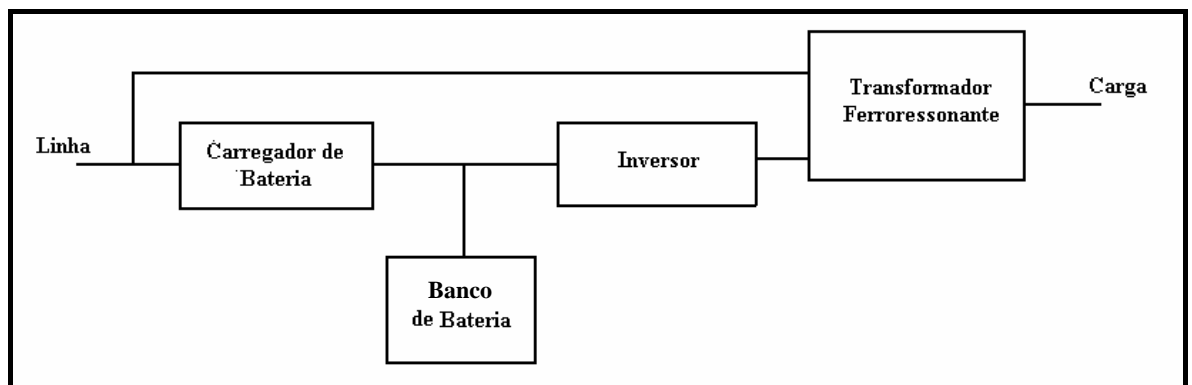 Transformador
Ferroressonante
Carga
Linha
Carregador de
Bateria
Inversor
Banco
de Bateria